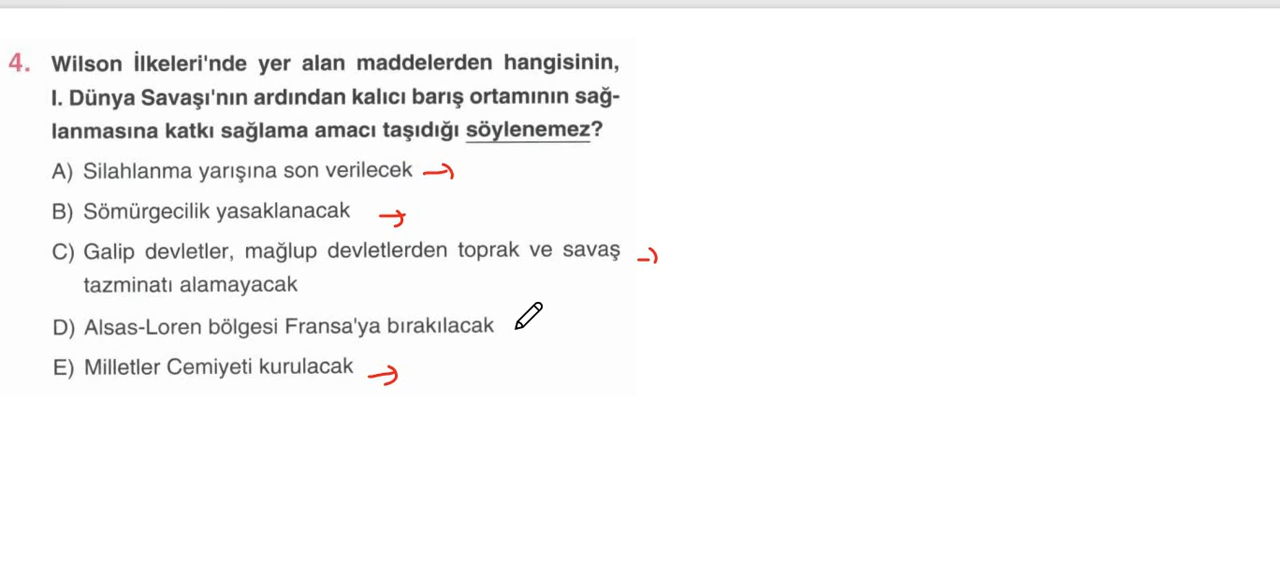 4. Wilson İlkeleri'nde yer alan maddelerden hangisinin,
I. Dünya Savaşı'nın ardından kalıcı barış ortamının sağ-
lanmasına katkı sağlama amacı taşıdığı söylenemez?
A) Silahlanma yarışına son verilecek
B) Sömürgecilik yasaklanacak
C) Galip devletler, mağlup devletlerden toprak ve savaş
tazminatı alamayacak
D) Alsas-Loren bölgesi Fransa'ya bırakılacak
E) Milletler Cemiyeti kurulacak